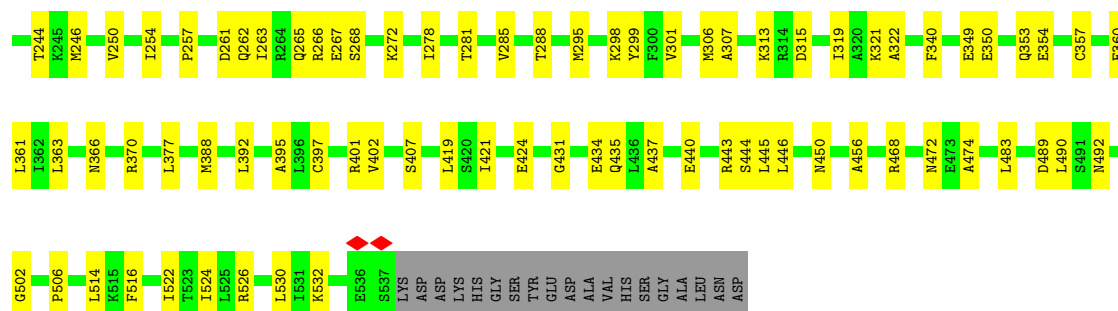 T244 K245 M246 V250 I254 P257 D261 Q262 I263 R264 Q265 R266 E267 S268 K272 I278 T281 V285 T288 M295 K298 Y299 F300 V301 M306 A307 K313 R314 D315 I319 A320 K321 A322 F340 E349 E350 Q353 E354 C357 E360
L361 I362 L363 N366 R370 L377 M388 L392 A395 L396 C397 R401 V402 S407 L419 S420 I421 E424 G431 E434 Q435 L436 A437 E440 R443 S444 L445 L446 N450 A456 R468 N472 E473 A474 L483 D489 L490 S491 N492
G502 P506 L514 K515 F516 I522 T523 I524 L525 R526 L530 I531 K532 E536 S537 LYS ASP ASP LYS HIS GLY SER TYR GLU ASP ALA VAL HIS SER GLY ALA LEU ASN ASP